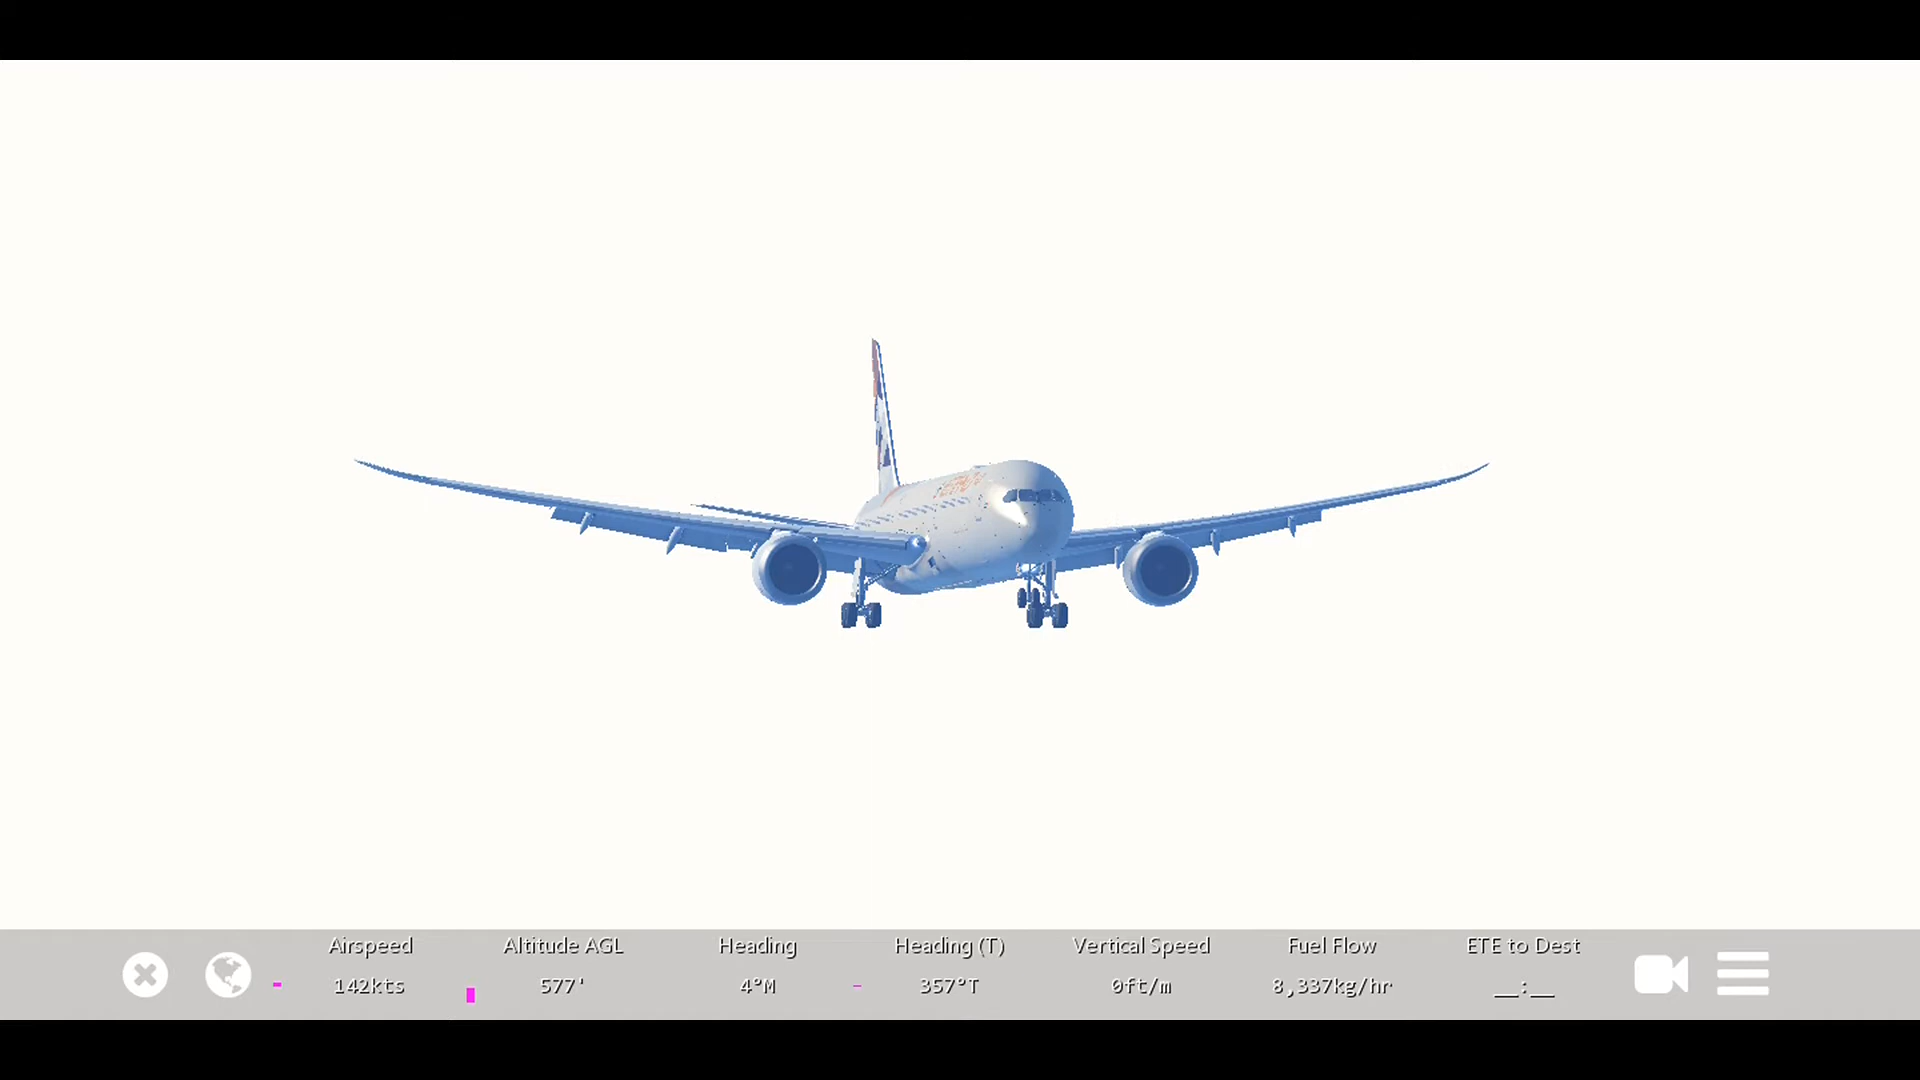 Airspeed Altitude AGL Heading Heading (T) Vertical Speed Fuel Flow ETE to Dest
142kts 577' 4°M 357°T 0ft/m 8,337kg/hr __:__